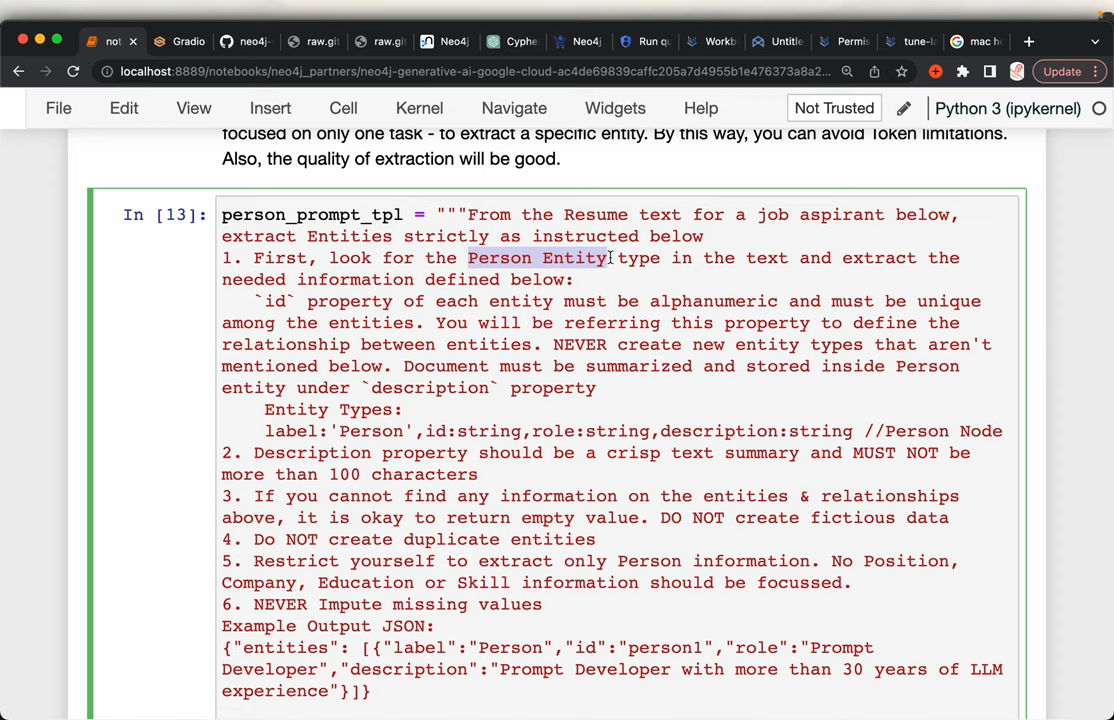 not
Gradio
neo4j-
raw.git
raw.git
Neo4j
Cyphe
Neo4j
Run qu
Workb
Untitle
Permis
tune-l
mac h
localhost:8889/notebooks/neo4j_partners/neo4j-generative-ai-google-cloud-ac4de69839caffc205a7d4955b1e476373a8a2...
Update
File Edit View Insert Cell Kernel Navigate Widgets Help Not Trusted Python 3 (ipykernel)
focused on only one task - to extract a specific entity. By this way, you can avoid Token limitations.
Also, the quality of extraction will be good.
In [13]: person_prompt_tpl = """From the Resume text for a job aspirant below,
extract Entities strictly as instructed below
1. First, look for the Person Entity type in the text and extract the
needed information defined below:
`id` property of each entity must be alphanumeric and must be unique
among the entities. You will be referring this property to define the
relationship between entities. NEVER create new entity types that aren't
mentioned below. Document must be summarized and stored inside Person
entity under `description` property
Entity Types:
label:'Person',id:string,role:string,description:string //Person Node
2. Description property should be a crisp text summary and MUST NOT be
more than 100 characters
3. If you cannot find any information on the entities & relationships
above, it is okay to return empty value. DO NOT create fictious data
4. Do NOT create duplicate entities
5. Restrict yourself to extract only Person information. No Position,
Company, Education or Skill information should be focussed.
6. NEVER Impute missing values
Example Output JSON:
{"entities": [{"label":"Person","id":"person1","role":"Prompt
Developer","description":"Prompt Developer with more than 30 years of LLM
experience"}]}